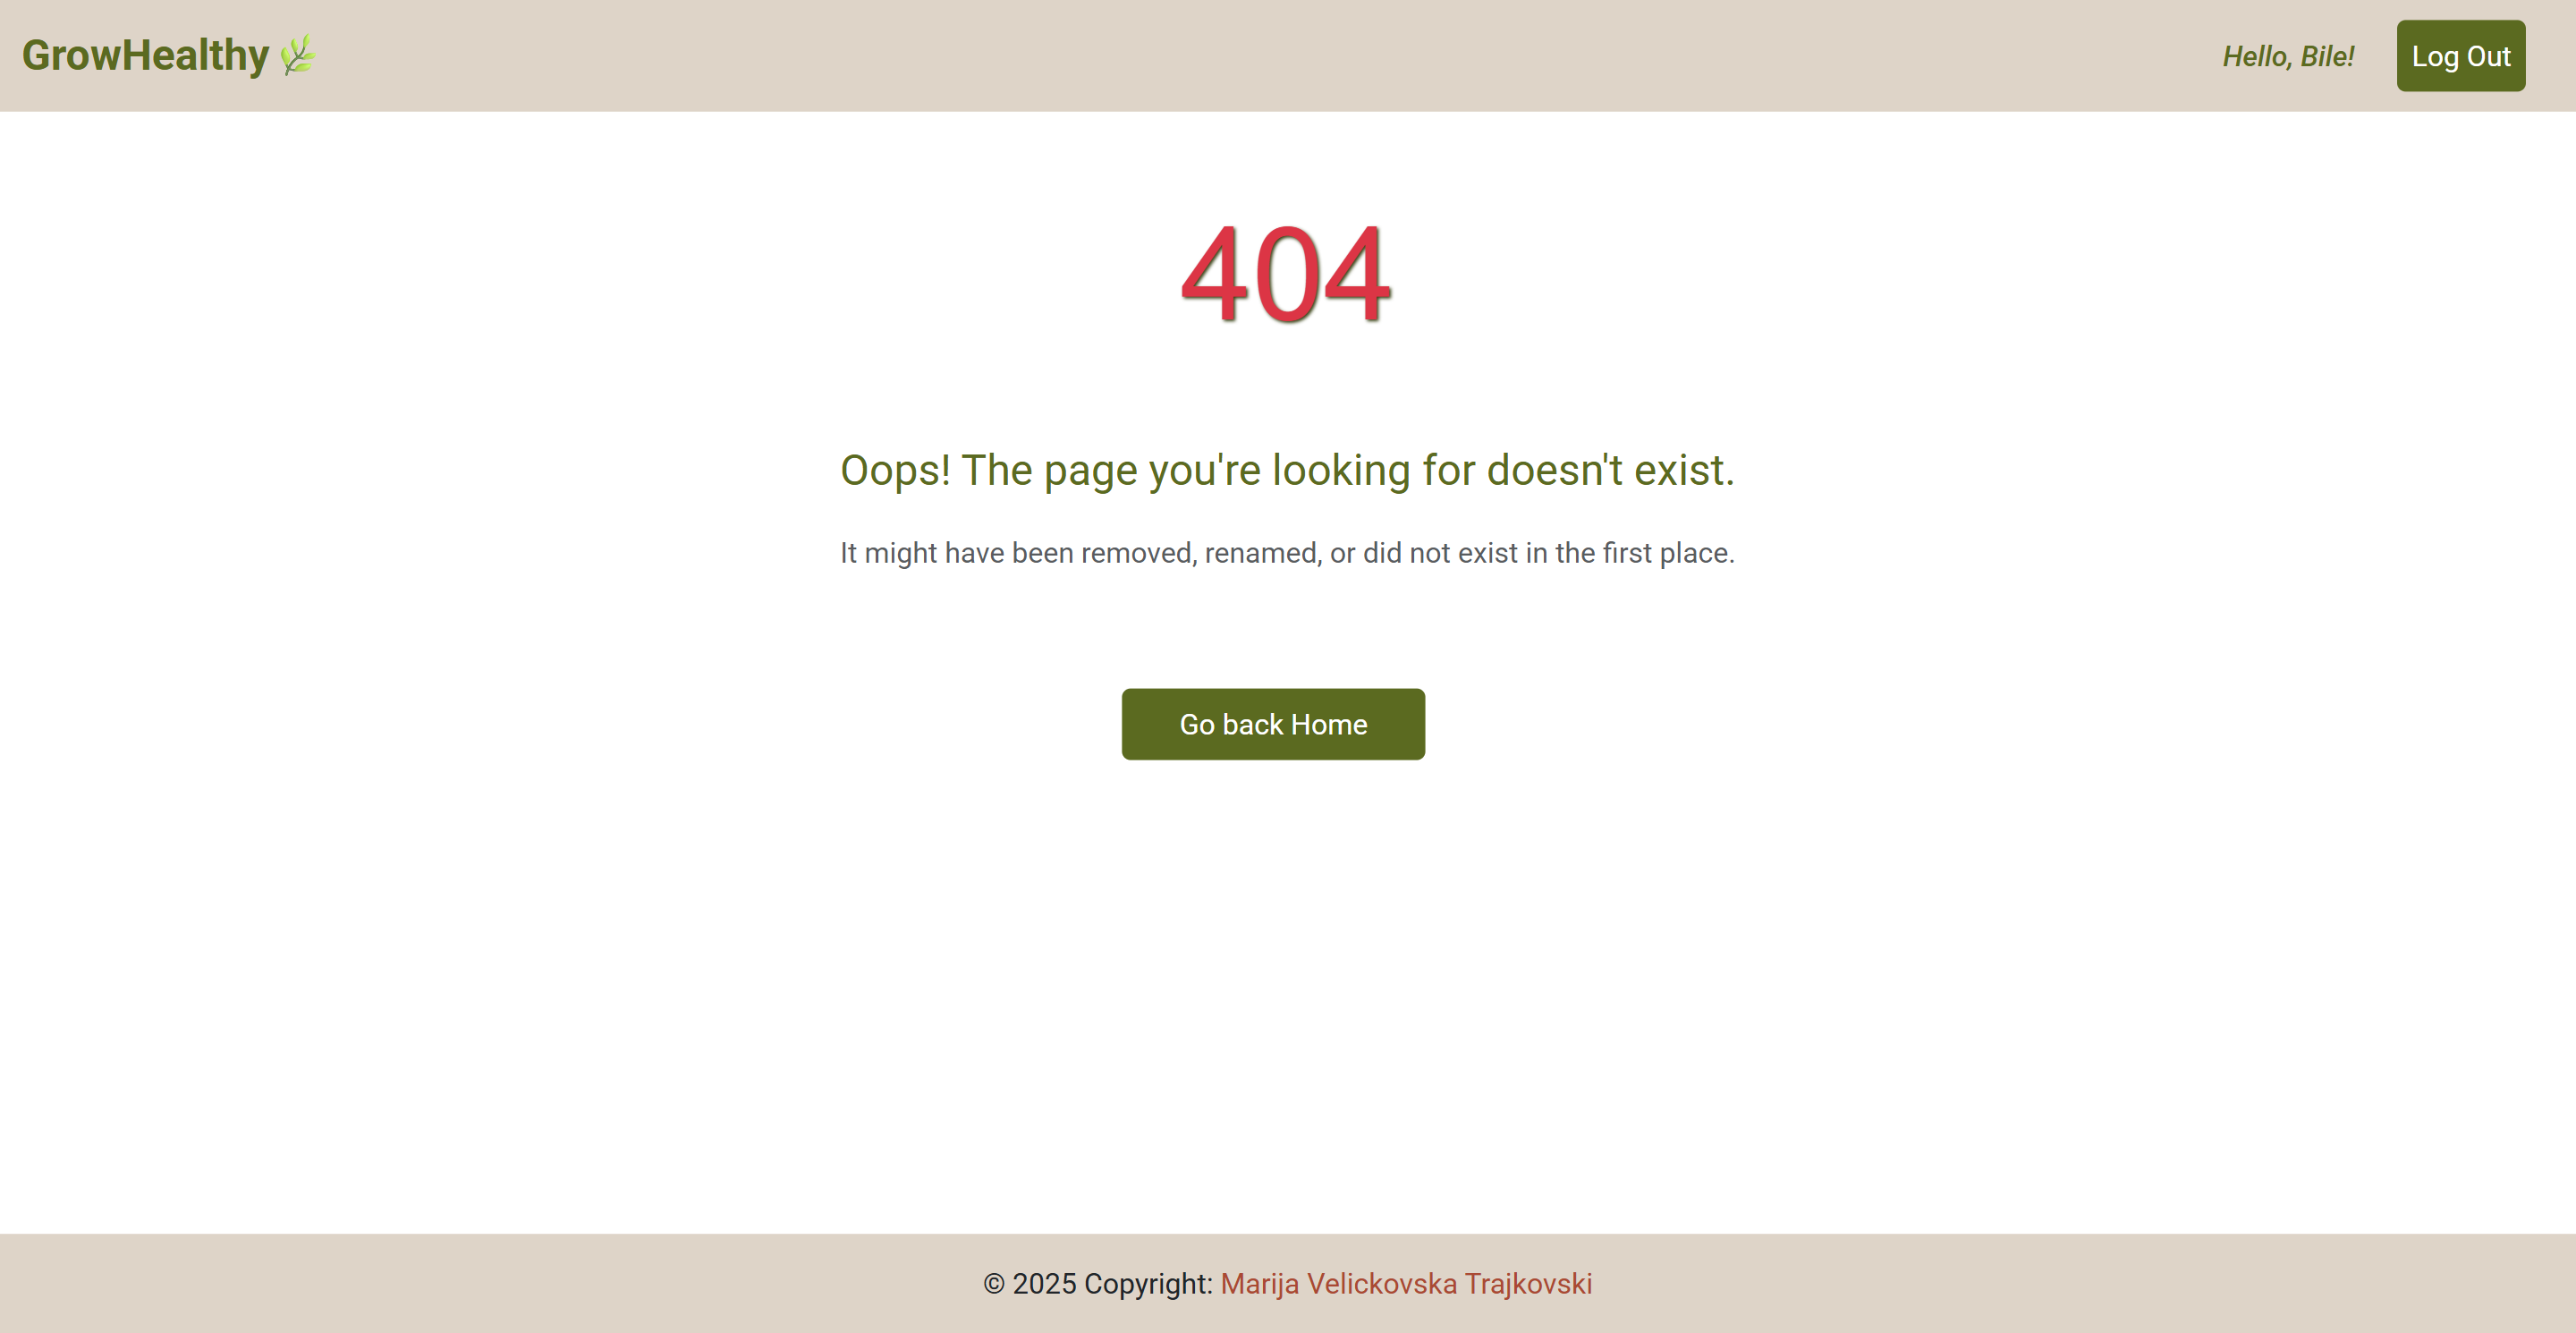 GrowHealthy
Hello, Bile!
Log Out
404
Oops! The page you're looking for doesn't exist.
It might have been removed, renamed, or did not exist in the first place.
Go back Home
© 2025 Copyright: Marija Velickovska Trajkovski